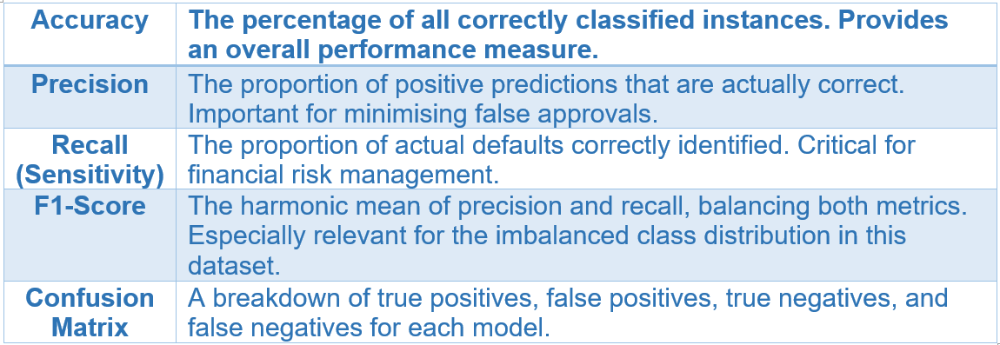 Accuracy
The percentage of all correctly classified instances. Provides
an overall performance measure.
Precision
The proportion of positive predictions that are actually correct.
Important for minimising false approvals.
Recall
(Sensitivity)
The proportion of actual defaults correctly identified. Critical for
financial risk management.
F1-Score
The harmonic mean of precision and recall, balancing both metrics.
Especially relevant for the imbalanced class distribution in this
dataset.
Confusion
Matrix
A breakdown of true positives, false positives, true negatives, and
false negatives for each model.